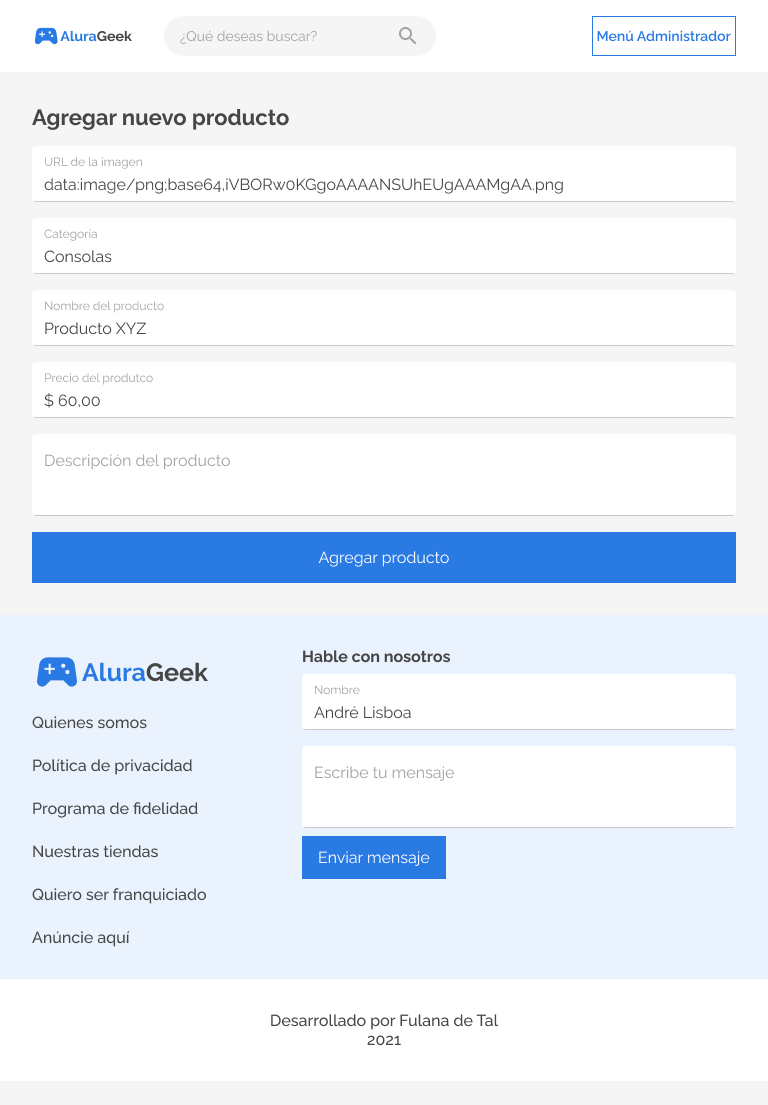 AluraGeek
¿Qué deseas buscar?
Menú Administrador
Agregar nuevo producto
URL de la imagen
data:image/png;base64,iVBORw0KGgoAAAANSUhEUgAAAMgAA.png
Categoría
Consolas
Nombre del producto
Producto XYZ
Precio del produtco
$ 60,00
Descripción del producto
Agregar producto
AluraGeek
Quienes somos
Política de privacidad
Programa de fidelidad
Nuestras tiendas
Quiero ser franquiciado
Anúncie aquí
Hable con nosotros
Nombre
André Lisboa
Escribe tu mensaje
Enviar mensaje
Desarrollado por Fulana de Tal
2021